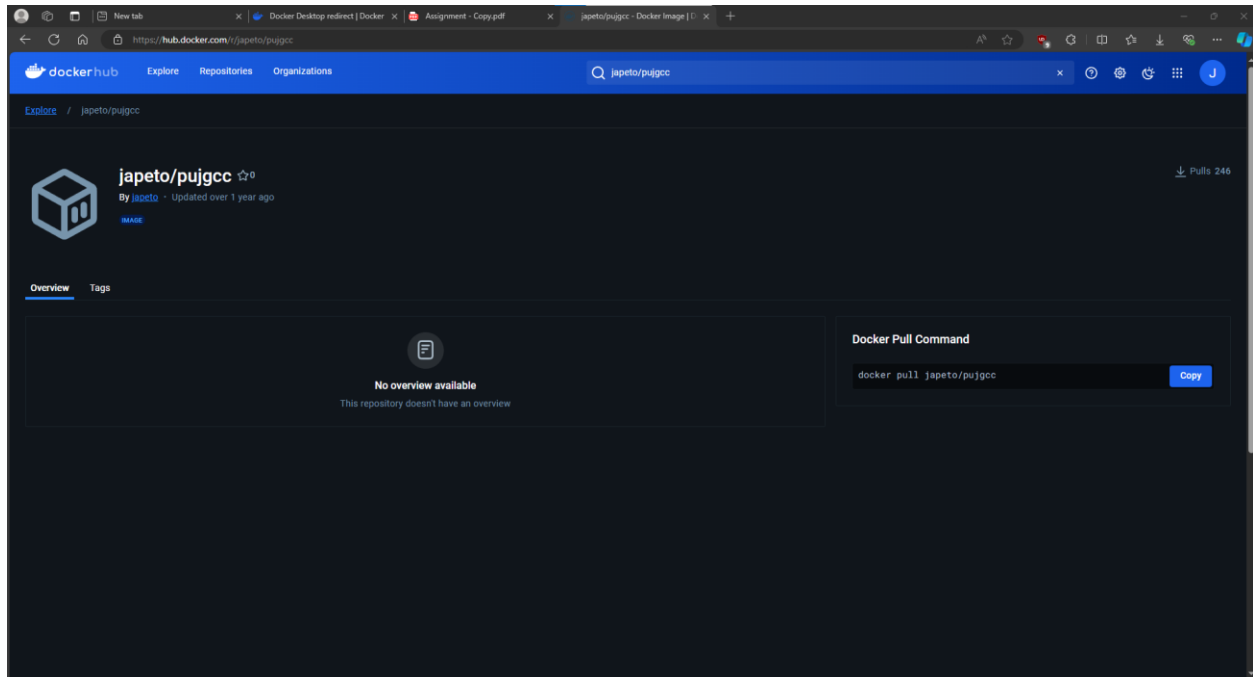 New tab
Docker Desktop redirect | Docker
Assignment - Copy.pdf
japeto/pujgcc - Docker Image | D
https://hub.docker.com/r/japeto/pujgcc
dockerhub Explore Repositories Organizations
japeto/pujgcc
J
Explore / japeto/pujgcc
japeto/pujgcc 0
Pulls 246
By japeto · Updated over 1 year ago
IMAGE
Overview Tags
No overview available
This repository doesn't have an overview
Docker Pull Command
docker pull japeto/pujgcc
Copy